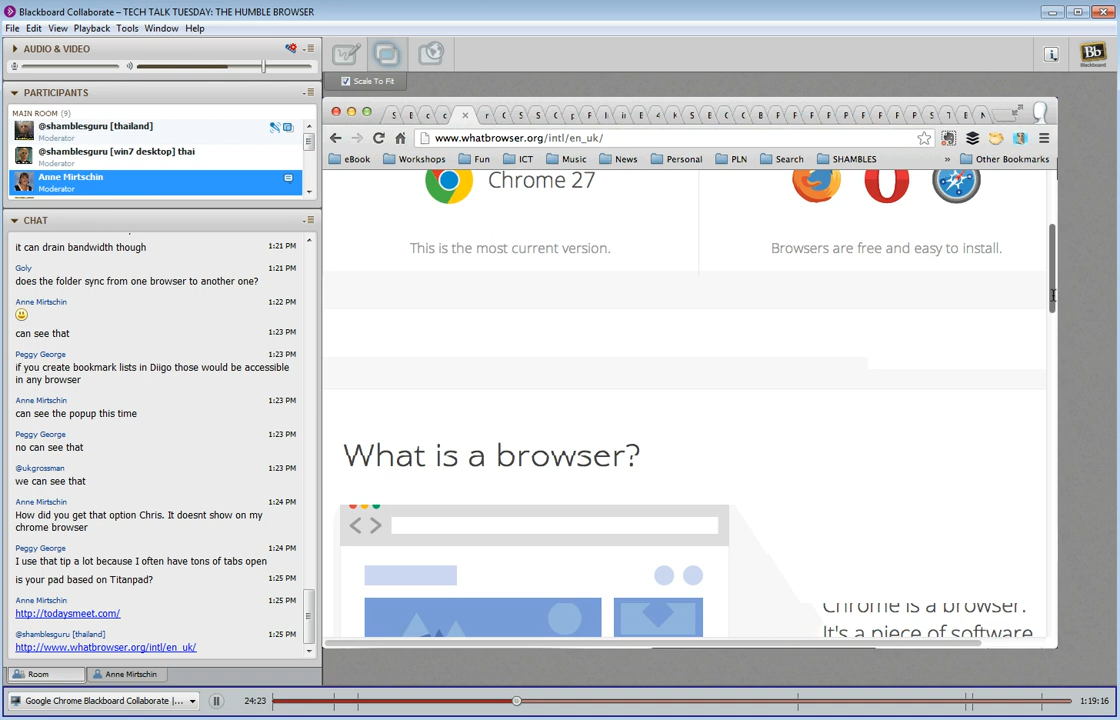 Blackboard Collaborate – TECH TALK TUESDAY: THE HUMBLE BROWSER
File Edit View Playback Tools Window Help
AUDIO & VIDEO
PARTICIPANTS
MAIN ROOM (9)
@shamblesguru [thailand]
Moderator
@shamblesguru [win7 desktop] thai
Moderator
Anne Mirtschin
Moderator
CHAT
it can drain bandwidth though 1:21 PM
Goly 1:21 PM
does the folder sync from one browser to another one?
Anne Mirtschin 1:22 PM
can see that 1:23 PM
Peggy George 1:23 PM
if you create bookmark lists in Diigo those would be accessible
in any browser
Anne Mirtschin 1:23 PM
can see the popup this time
Peggy George 1:23 PM
no can see that
@ukgrossman 1:23 PM
we can see that
Anne Mirtschin 1:24 PM
How did you get that option Chris. It doesnt show on my
chrome browser
Peggy George 1:24 PM
I use that tip a lot because I often have tons of tabs open
is your pad based on Titanpad? 1:25 PM
Anne Mirtschin 1:25 PM
http://todaysmeet.com/
@shamblesguru [thailand] 1:25 PM
http://www.whatbrowser.org/intl/en_uk/
Room Anne Mirtschin
Bb
Blackboard
Scale To Fit
www.whatbrowser.org/intl/en_uk/
eBook Workshops Fun ICT Music News Personal PLN Search SHAMBLES » Other Bookmarks
Chrome 27
This is the most current version.
Browsers are free and easy to install.
What is a browser?
Chrome is a browser.
It's a piece of software
Google Chrome Blackboard Collaborate |... 24:23 1:19:16